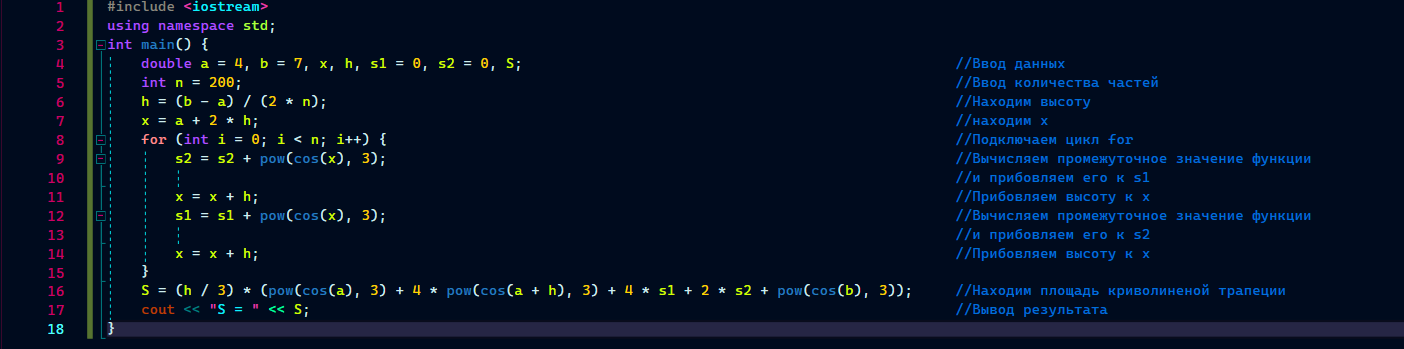 1 #include <iostream>
2 using namespace std;
3 int main() {
4 double a = 4, b = 7, x, h, s1 = 0, s2 = 0, S; //Ввод данных
5 int n = 200; //Ввод количества частей
6 h = (b - a) / (2 * n); //Находим высоту
7 x = a + 2 * h; //находим x
8 for (int i = 0; i < n; i++) { //Подключаем цикл for
9 s2 = s2 + pow(cos(x), 3); //Вычисляем промежуточное значение функции
10 //и прибовляем его к s1
11 x = x + h; //Прибовляем высоту к x
12 s1 = s1 + pow(cos(x), 3); //Вычисляем промежуточное значение функции
13 //и прибовляем его к s2
14 x = x + h; //Прибовляем высоту к x
15 }
16 S = (h / 3) * (pow(cos(a), 3) + 4 * pow(cos(a + h), 3) + 4 * s1 + 2 * s2 + pow(cos(b), 3)); //Находим площадь криволиненой трапеции
17 cout << "S = " << S; //Вывод результата
18 }